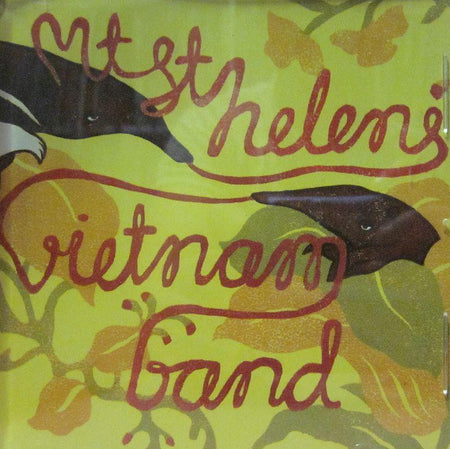 Mt St
helens
vietnam
band